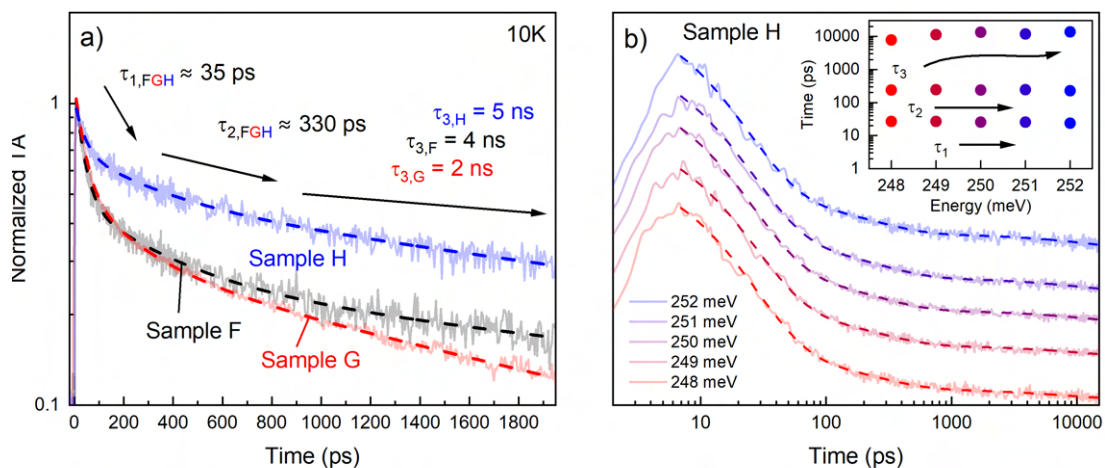 a)
10K
τ1,FGH ≈ 35 ps
τ2,FGH ≈ 330 ps
τ3,H = 5 ns
τ3,F = 4 ns
τ3,G = 2 ns
Sample H
Sample F
Sample G
Normalized I A
1
0.1
0 200 400 600 800 1000 1200 1400 1600 1800
Time (ps)
b)
Sample H
Time (ps)
10000
1000
100
10
1
τ3
τ2
τ1
248 249 250 251 252
Energy (meV)
252 meV
251 meV
250 meV
249 meV
248 meV
10 100 1000 10000
Time (ps)